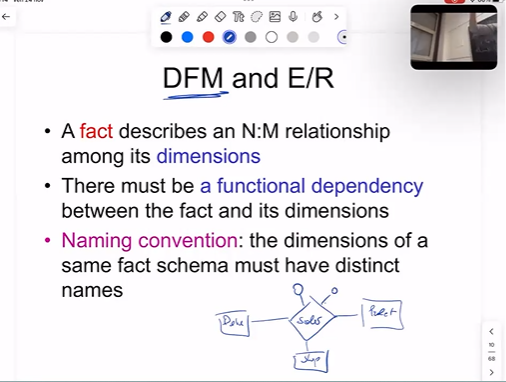 DFM and E/R
• A fact describes an N:M relationship
among its dimensions
• There must be a functional dependency
between the fact and its dimensions
• Naming convention: the dimensions of a
same fact schema must have distinct
names
Date
Sales
Shop
10
68